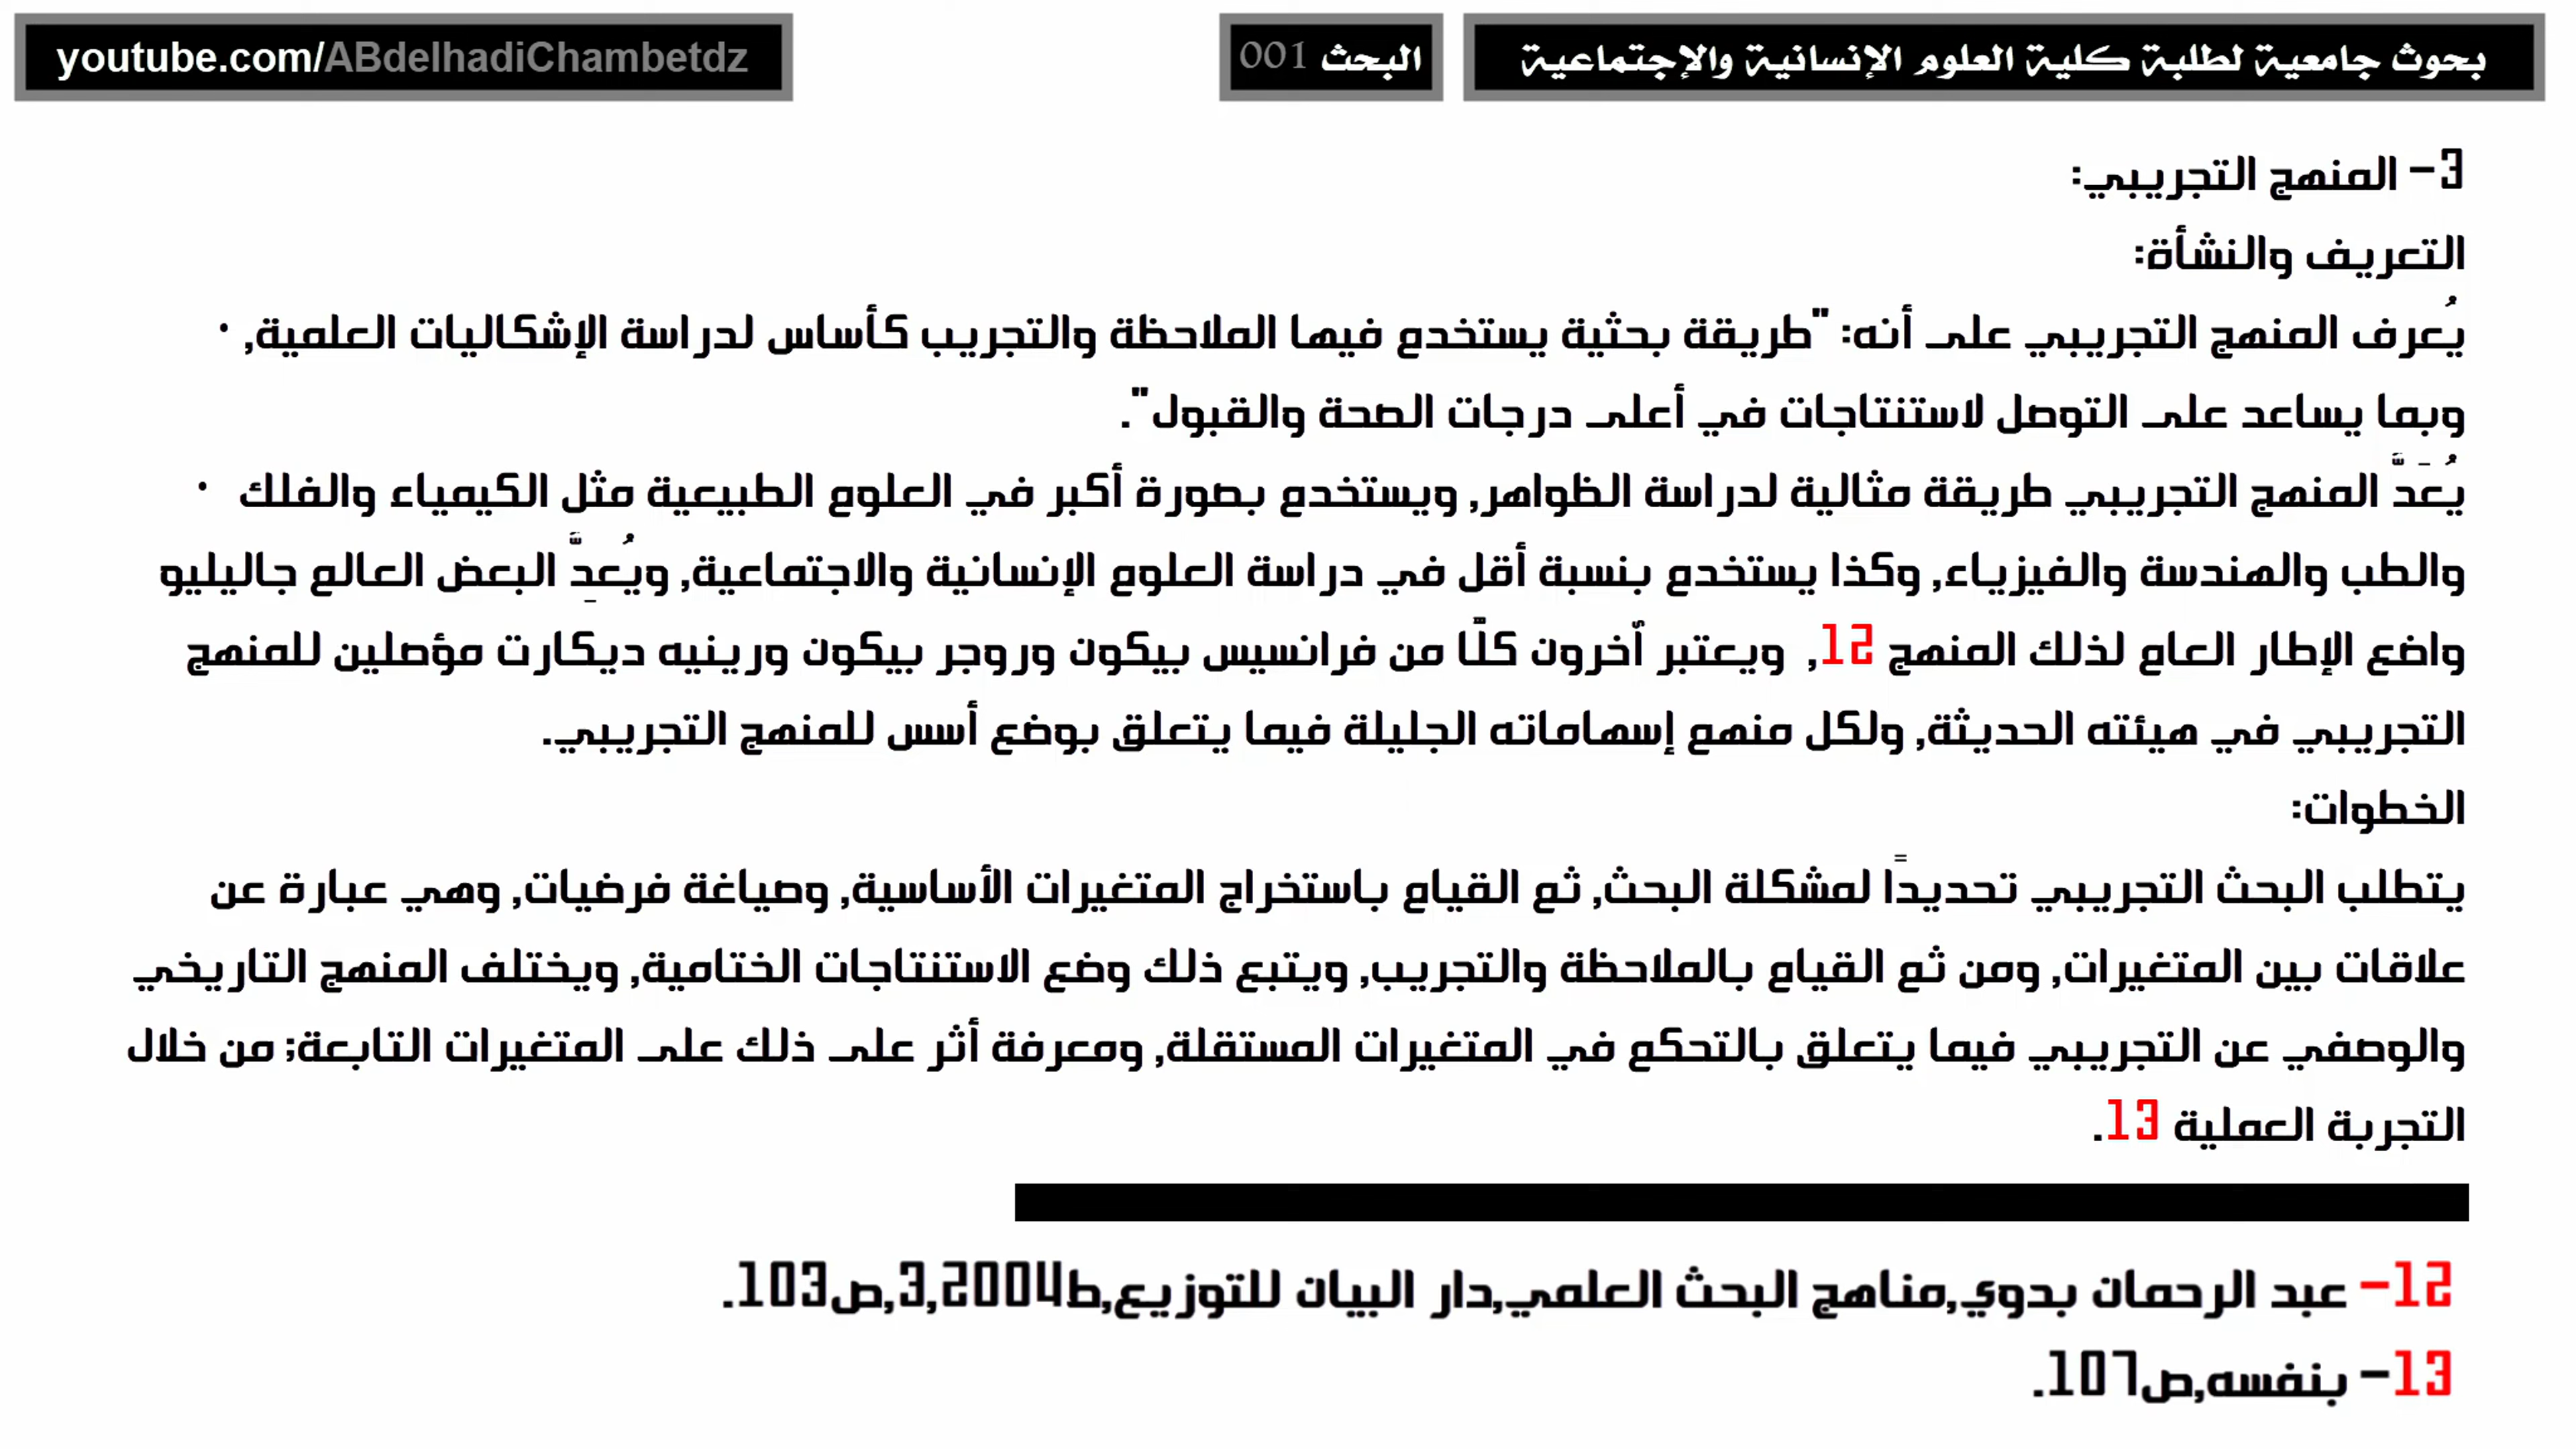 بحوث جامعية لطلبة كلية العلوم الإنسانية والإجتماعية
البحث 001
youtube.com/ABdelhadiChambetdz
3- المنهج التجريبي:
التعريف والنشأة:
يُعرف المنهج التجريبي على أنه: "طريقة بحثية يستخدم فيها الملاحظة والتجريب كأساس لدراسة الإشكاليات العلمية, •
وبما يساعد على التوصل لاستنتاجات في أعلى درجات الصحة والقبول".
يُعَدَّ المنهج التجريبي طريقة مثالية لدراسة الظواهر, ويستخدم بصورة أكبر في العلوم الطبيعية مثل الكيمياء والفلك •
والطب والهندسة والفيزياء, وكذا يستخدم بنسبة أقل في دراسة العلوم الإنسانية والاجتماعية, ويُعِدَّ البعض العالم جاليليو
واضع الإطار العام لذلك المنهج 12, ويعتبر آخرون كلًّا من فرانسيس بيكون وروجر بيكون ورينيه ديكارت مؤصلين للمنهج
التجريبي في هيئته الحديثة, ولكل منهم إسهاماته الجليلة فيما يتعلق بوضع أسس للمنهج التجريبي.
الخطوات:
يتطلب البحث التجريبي تحديدًا لمشكلة البحث, ثم القيام باستخراج المتغيرات الأساسية, وصياغة فرضيات, وهي عبارة عن
علاقات بين المتغيرات, ومن ثم القيام بالملاحظة والتجريب, ويتبع ذلك وضع الاستنتاجات الختامية, ويختلف المنهج التاريخي
والوصفي عن التجريبي فيما يتعلق بالتحكم في المتغيرات المستقلة, ومعرفة أثر على ذلك على المتغيرات التابعة; من خلال
التجربة العملية 13.
12- عبد الرحمان بدوي,مناهج البحث العلمي,دار البيان للتوزيع,ط3,2004,ص103.
13- بنفسه,ص107.